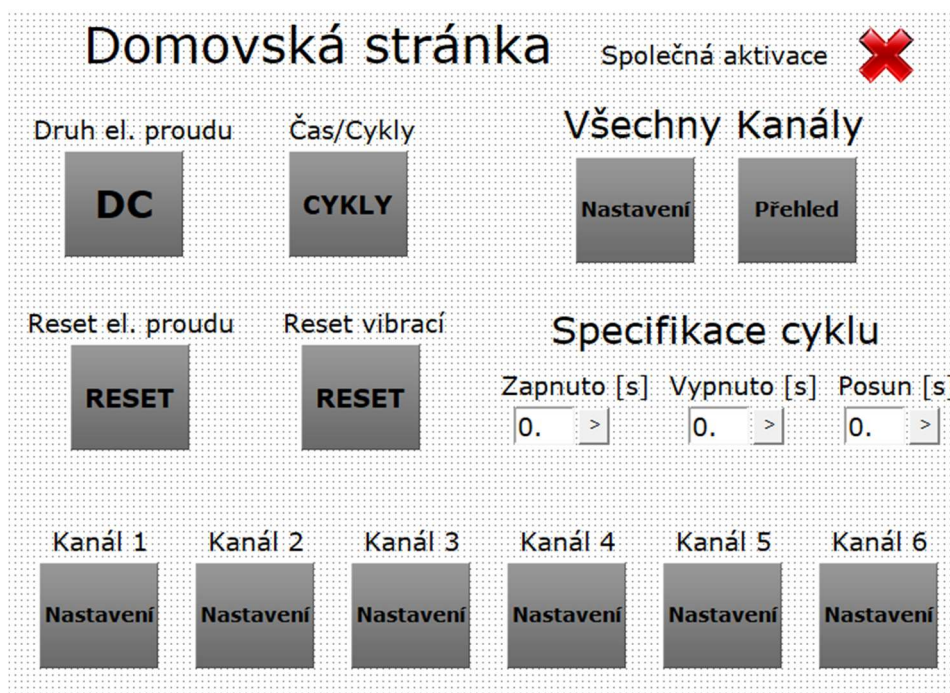 Domovská stránka
Společná aktivace
Druh el. proudu
Čas/Cykly
Všechny Kanály
DC
CYKLY
Nastavení
Přehled
Reset el. proudu
Reset vibrací
Specifikace cyklu
RESET
RESET
Zapnuto [s]
Vypnuto [s]
Posun [s]
0. >
0. >
0. >
Kanál 1
Kanál 2
Kanál 3
Kanál 4
Kanál 5
Kanál 6
Nastavení
Nastavení
Nastavení
Nastavení
Nastavení
Nastavení